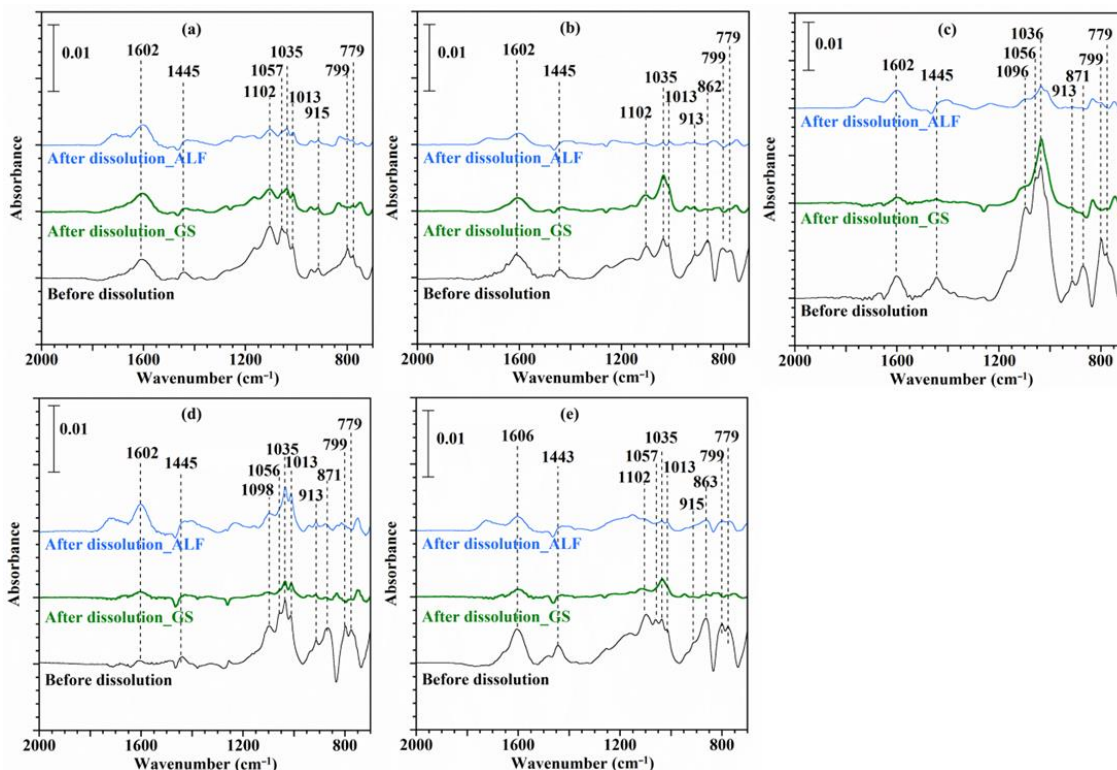 (a)
0.01
1602
1445
1057
1102
1035
1013
915
799
779
After dissolution_ALF
After dissolution_GS
Before dissolution
Absorbance
2000 1600 1200 800
Wavenumber (cm⁻¹)
(b)
0.01
1602
1445
1102
1035
1013
913
862
799
779
After dissolution_ALF
After dissolution_GS
Before dissolution
Absorbance
2000 1600 1200 800
Wavenumber (cm⁻¹)
(c)
0.01
1602
1445
1036
1056
1096
913
871
799
779
After dissolution_ALF
After dissolution_GS
Before dissolution
Absorbance
2000 1600 1200 800
Wavenumber (cm⁻¹)
(d)
0.01
1602
1445
1035
1056
1098
1013
913
871
799
779
After dissolution_ALF
After dissolution_GS
Before dissolution
Absorbance
2000 1600 1200 800
Wavenumber (cm⁻¹)
(e)
0.01
1606
1443
1035
1057
1102
1013
915
863
799
779
After dissolution_ALF
After dissolution_GS
Before dissolution
Absorbance
2000 1600 1200 800
Wavenumber (cm⁻¹)